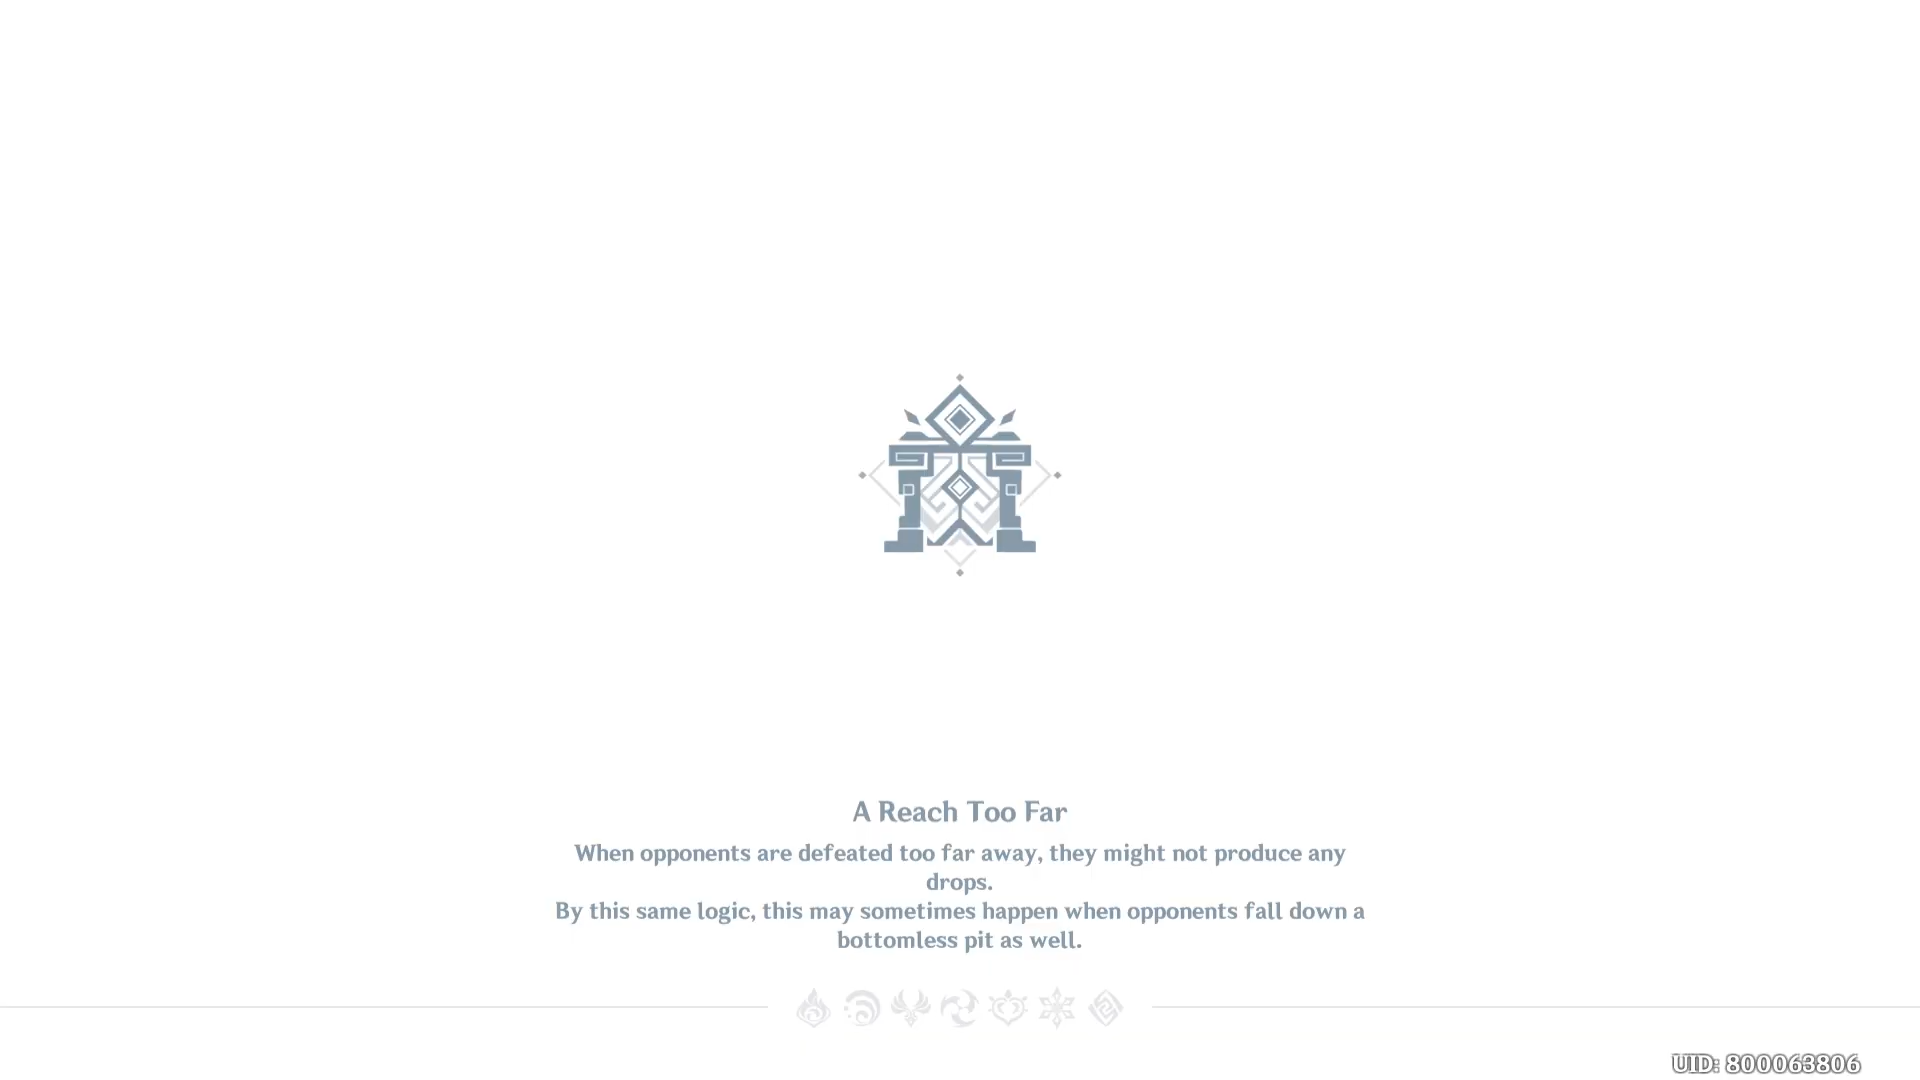 A Reach Too Far
When opponents are defeated too far away, they might not produce any
drops.
By this same logic, this may sometimes happen when opponents fall down a
bottomless pit as well.
UID: 800063806